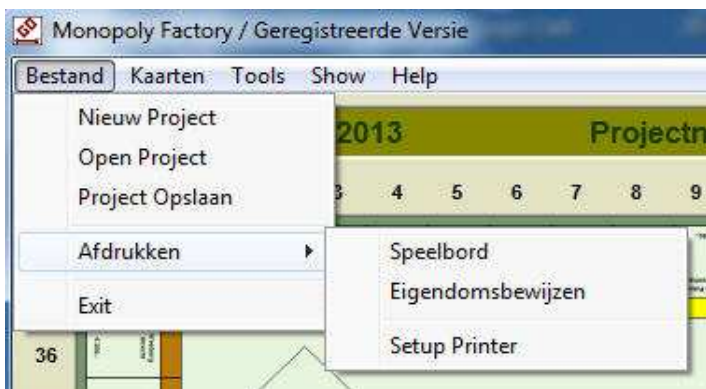 Monopoly Factory / Geregistreerde Versie
Bestand Kaarten Tools Show Help
Nieuw Project
Open Project
Project Opslaan
Afdrukken
Exit
Speelbord
Eigendomsbewijzen
Setup Printer
2013 Projectn
3 4 5 6 7 8 9
36